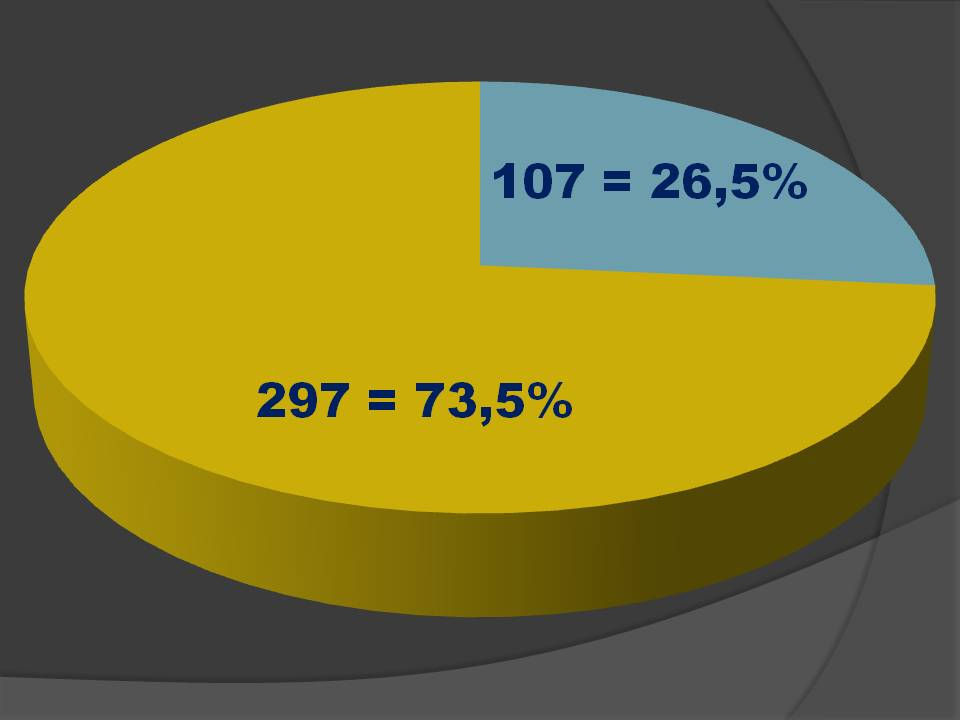 107 = 26,5%
297 = 73,5%